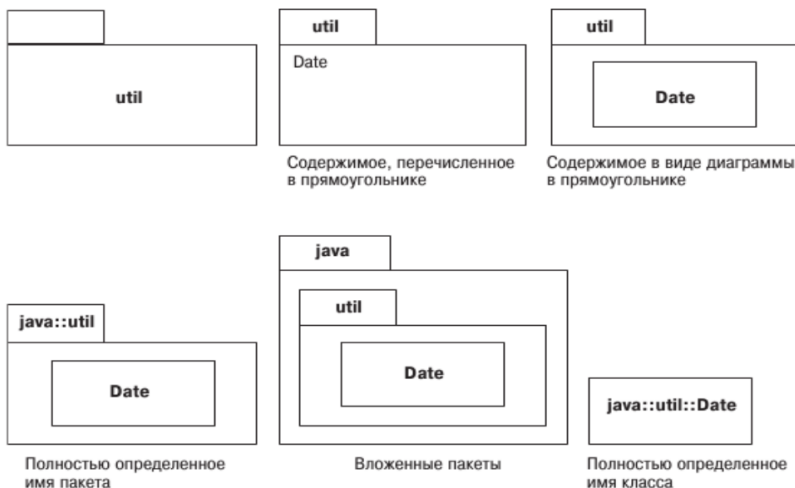 util
util
Date
Содержимое, перечисленное
в прямоугольнике
util
Date
Содержимое в виде диаграммы
в прямоугольнике
java::util
Date
Полностью определенное
имя пакета
java
util
Date
Вложенные пакеты
java::util::Date
Полностью определенное
имя класса